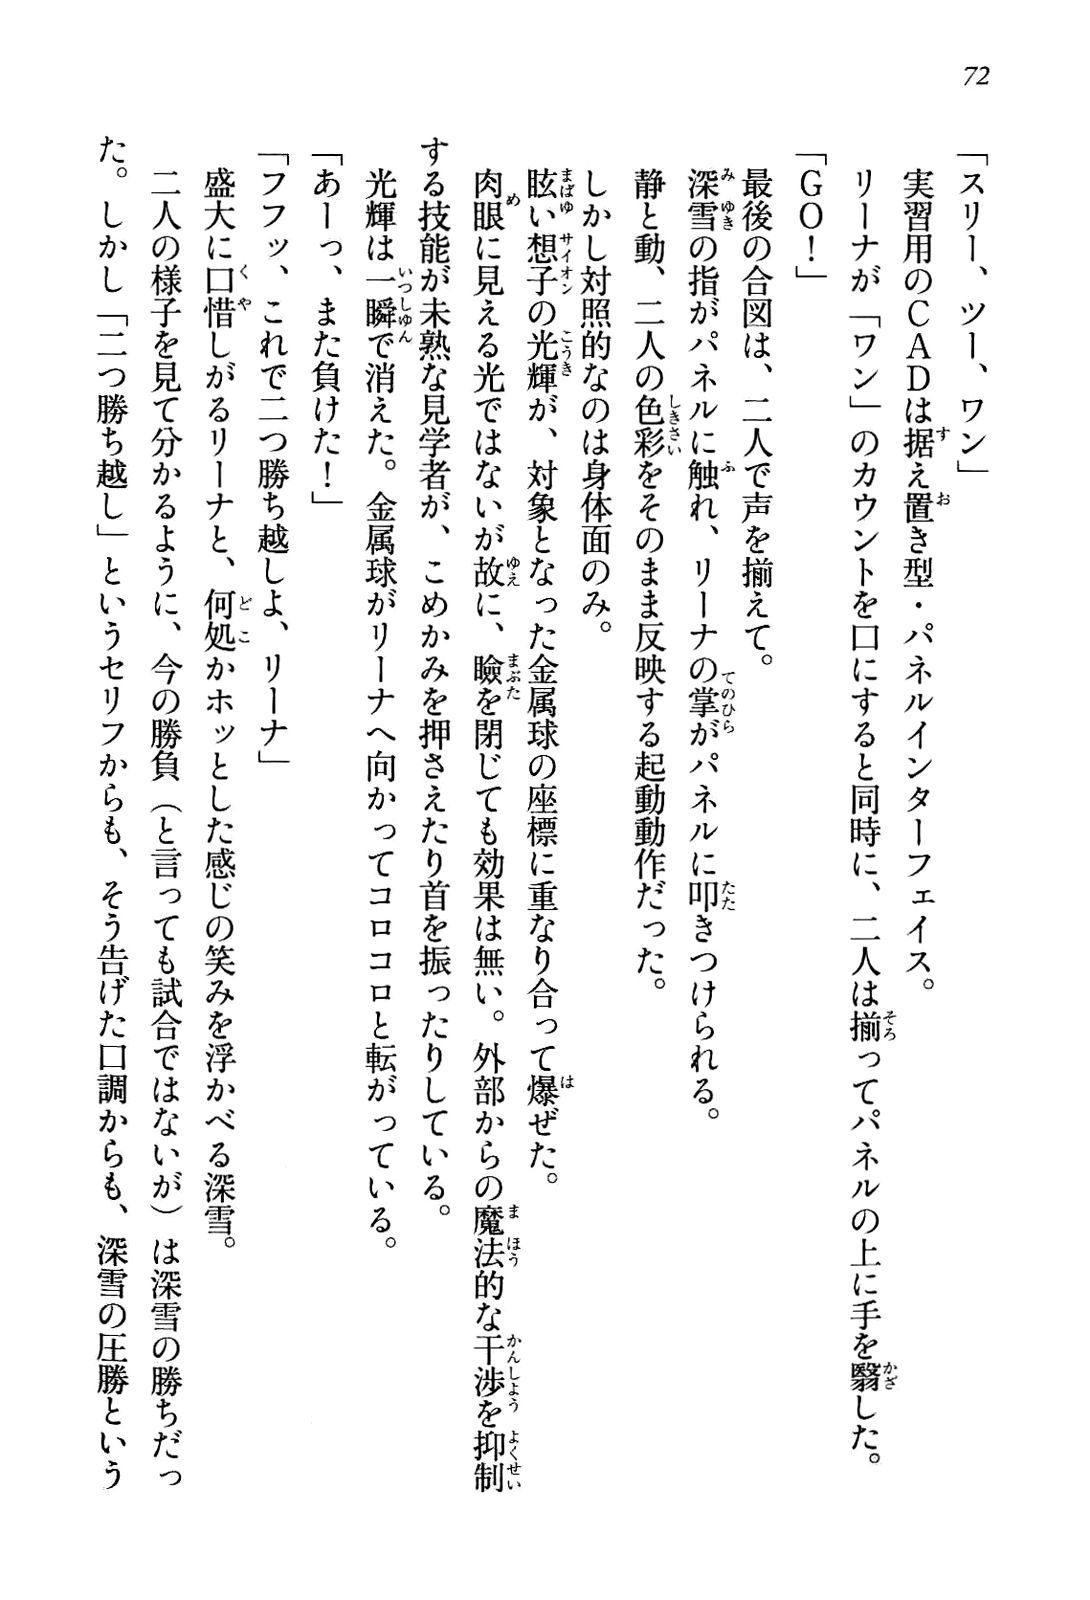 72
「スリー、ツー、ワン」
実習用のCADは据え置き型・パネルインターフェイス。
リーナが「ワン」のカウントを口にすると同時に、二人は揃ってパネルの上に手を翳した。
「GO！」
最後の合図は、二人で声を揃えて。
深雪の指がパネルに触れ、リーナの掌がパネルに叩きつけられる。
静と動、二人の色彩をそのまま反映する起動動作だった。
しかし対照的なのは身体面のみ。
眩い想子の光輝が、対象となった金属球の座標に重なり合って爆ぜた。
肉眼に見える光ではないが故に、瞼を閉じても効果は無い。外部からの魔法的な干渉を抑制
する技能が未熟な見学者が、こめかみを押さえたり首を振ったりしている。
光輝は一瞬で消えた。金属球がリーナへ向かってコロコロと転がっている。
「あーっ、また負けた！」
「フフッ、これで二つ勝ち越しよ、リーナ」
盛大に口惜しがるリーナと、何処かホッとした感じの笑みを浮かべる深雪。
二人の様子を見て分かるように、今の勝負（と言っても試合ではないが）は深雪の勝ちだっ
た。しかし「二つ勝ち越し」というセリフからも、そう告げた口調からも、深雪の圧勝という